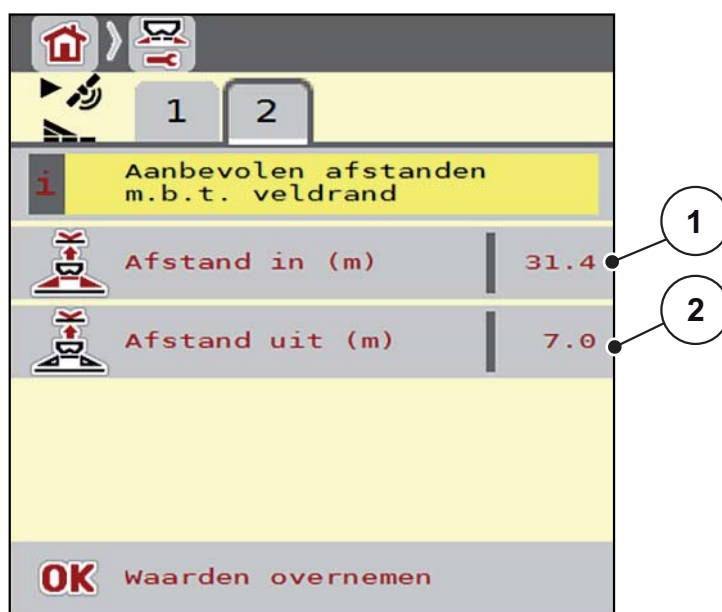 1 2
i
Aanbevolen afstanden
m.b.t. veldrand
Afstand in (m) 31.4
1
Afstand uit (m) 7.0
2
OK Waarden overnemen